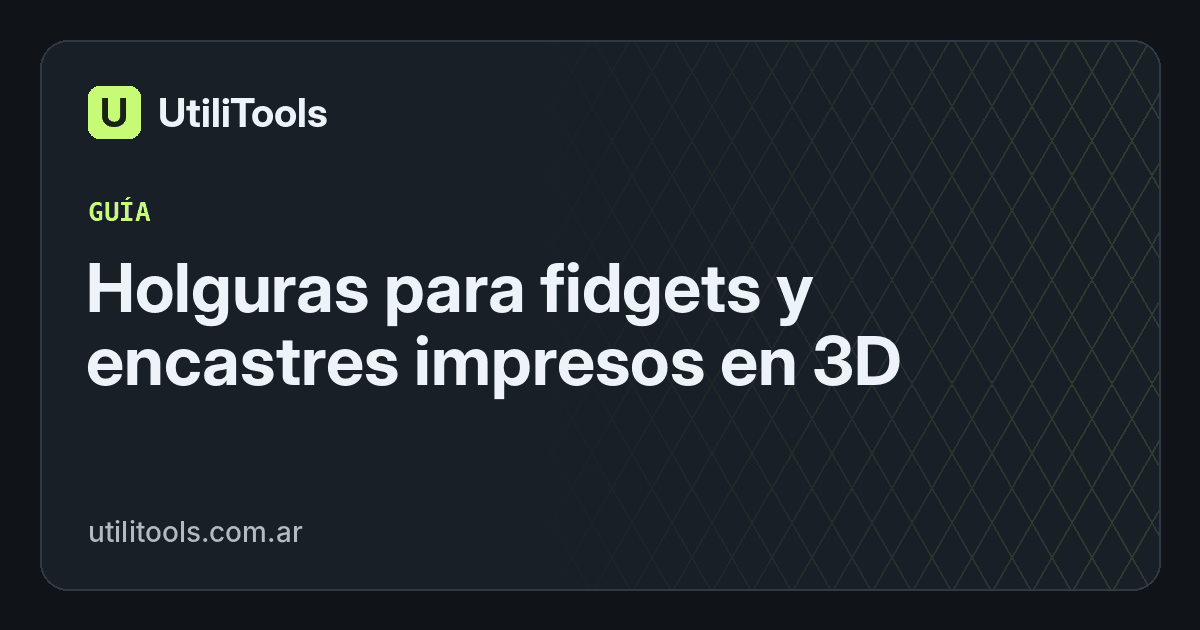 U UtiliTools
GUÍA
Holguras para fidgets y
encastres impresos en 3D
utilitools.com.ar